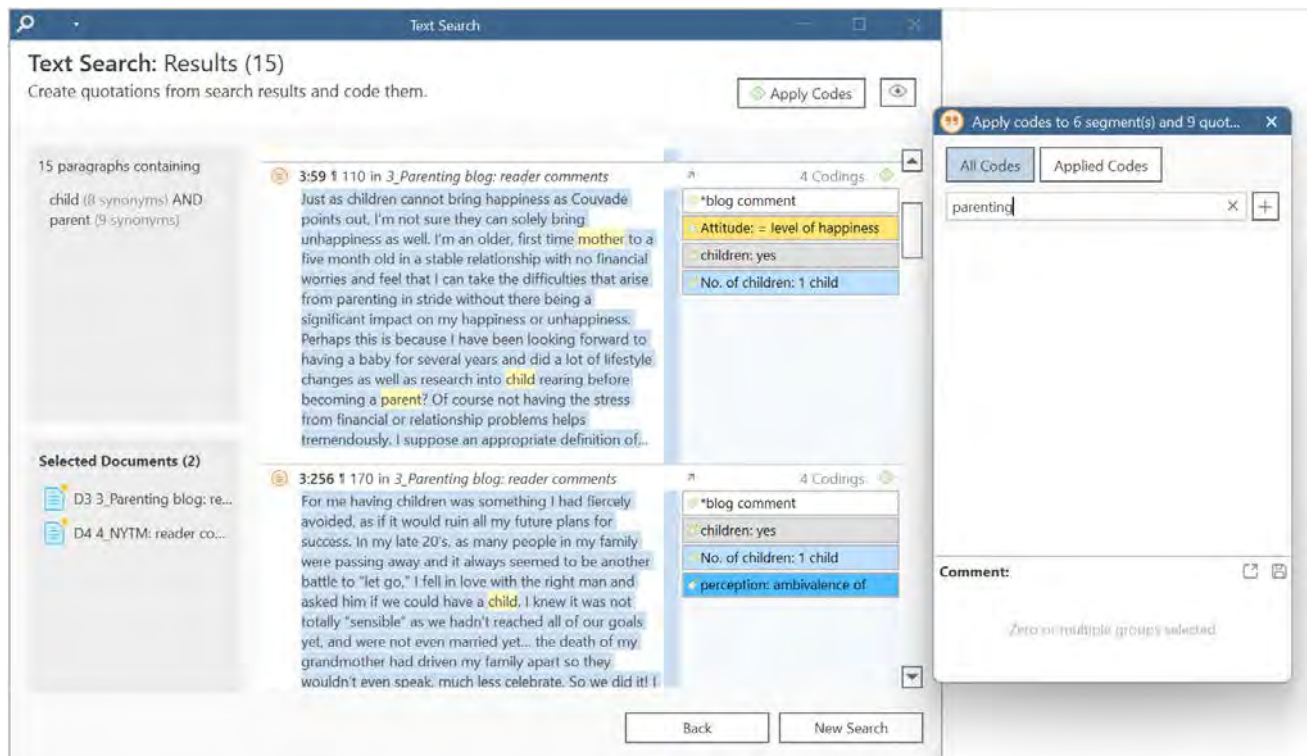 Text Search
Text Search: Results (15)
Create quotations from search results and code them.
Apply Codes
15 paragraphs containing
child (8 synonyms) AND
parent (9 synonyms)
Selected Documents (2)
D3 3_Parenting blog: re...
D4 4_NYTM: reader co...
3:59 ¶ 110 in 3_Parenting blog: reader comments
Just as children cannot bring happiness as Couvade
points out, I'm not sure they can solely bring
unhappiness as well. I'm an older, first time mother to a
five month old in a stable relationship with no financial
worries and feel that I can take the difficulties that arise
from parenting in stride without there being a
significant impact on my happiness or unhappiness.
Perhaps this is because I have been looking forward to
having a baby for several years and did a lot of lifestyle
changes as well as research into child rearing before
becoming a parent? Of course not having the stress
from financial or relationship problems helps
tremendously. I suppose an appropriate definition of...
4 Codings
*blog comment
Attitude: = level of happiness
children: yes
No. of children: 1 child
3:256 ¶ 170 in 3_Parenting blog: reader comments
For me having children was something I had fiercely
avoided, as if it would ruin all my future plans for
success. In my late 20's, as many people in my family
were passing away and it always seemed to be another
battle to "let go," I fell in love with the right man and
asked him if we could have a child. I knew it was not
totally "sensible" as we hadn't reached all of our goals
yet, and were not even married yet... the death of my
grandmother had driven my family apart so they
wouldn't even speak, much less celebrate. So we did it! I
4 Codings
*blog comment
children: yes
No. of children: 1 child
perception: ambivalence of
Back
New Search
Apply codes to 6 segment(s) and 9 quot...
All Codes
Applied Codes
parenting
Comment:
Zero or multiple groups selected